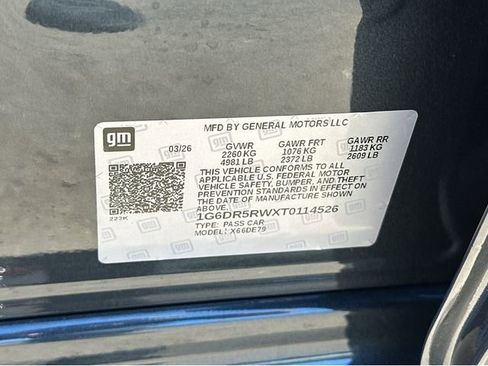 gm
MFD BY GENERAL MOTORS LLC
03/26 GVWR GAWR FRT GAWR RR
2260 KG 1076 KG 1183 KG
4981 LB 2372 LB 2609 LB
THIS VEHICLE CONFORMS TO ALL
APPLICABLE U.S. FEDERAL MOTOR
VEHICLE SAFETY, BUMPER, AND THEFT
PREVENTION STANDARDS IN EFFECT ON
THE DATE OF MANUFACTURE SHOWN
ABOVE.
1G6DR5RWXT0114526
TYPE: PASS CAR
MODEL: X66DE79